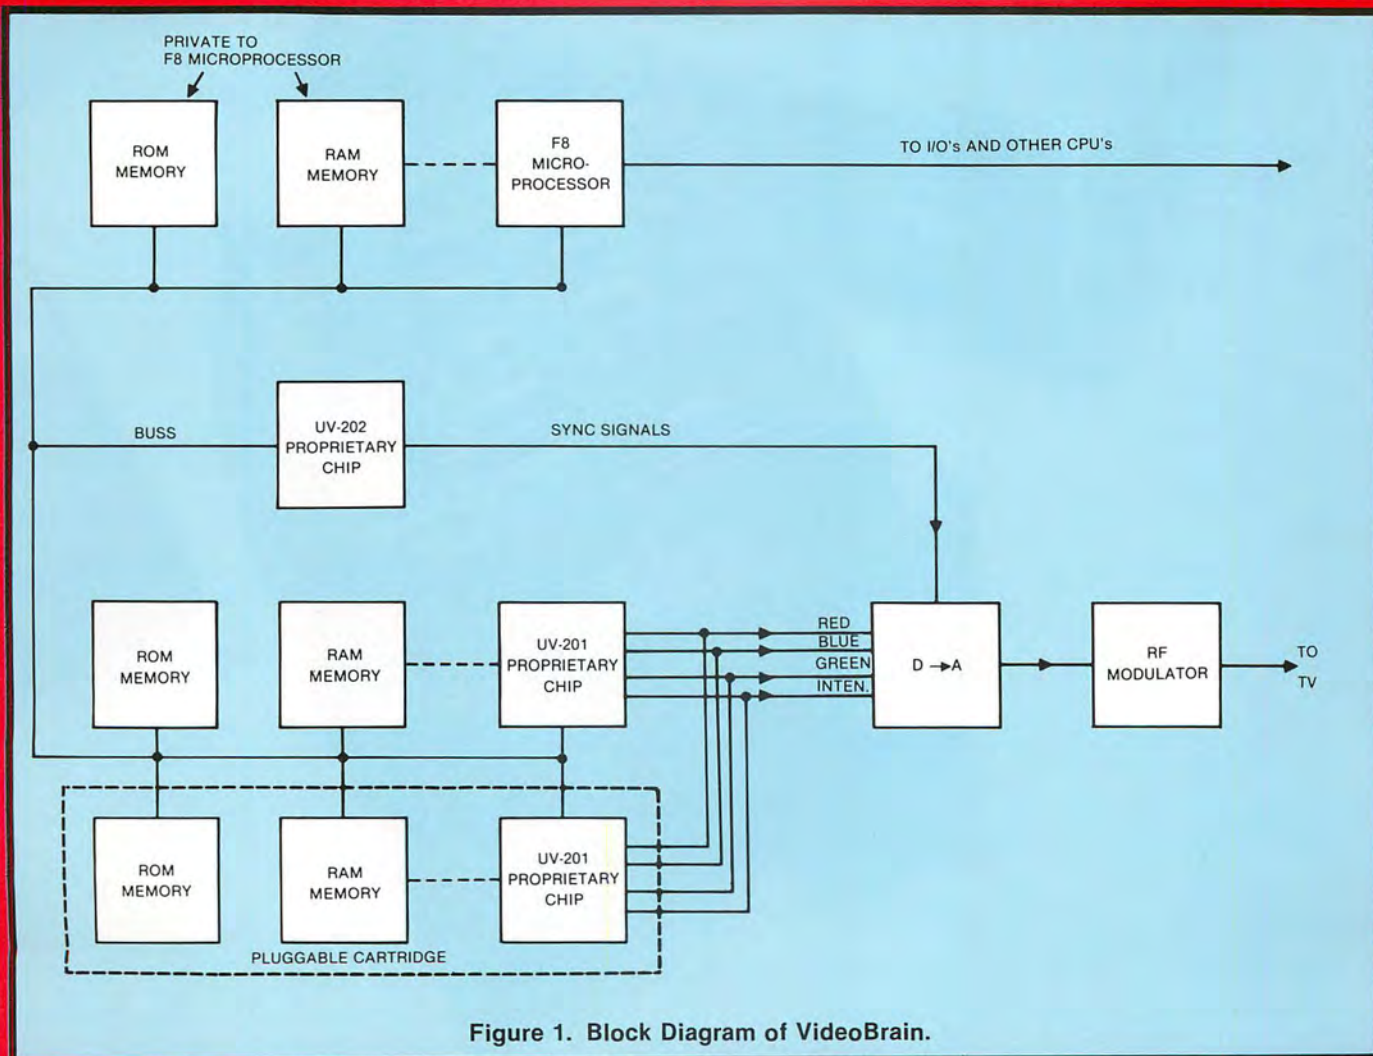 PRIVATE TO
F8 MICROPROCESSOR
ROM
MEMORY
RAM
MEMORY
F8
MICRO-
PROCESSOR
TO I/O's AND OTHER CPU's
BUSS
UV-202
PROPRIETARY
CHIP
SYNC SIGNALS
ROM
MEMORY
RAM
MEMORY
UV-201
PROPRIETARY
CHIP
RED
BLUE
GREEN
INTEN.
D → A
RF
MODULATOR
TO
TV
ROM
MEMORY
RAM
MEMORY
UV-201
PROPRIETARY
CHIP
PLUGGABLE CARTRIDGE
Figure 1. Block Diagram of VideoBrain.